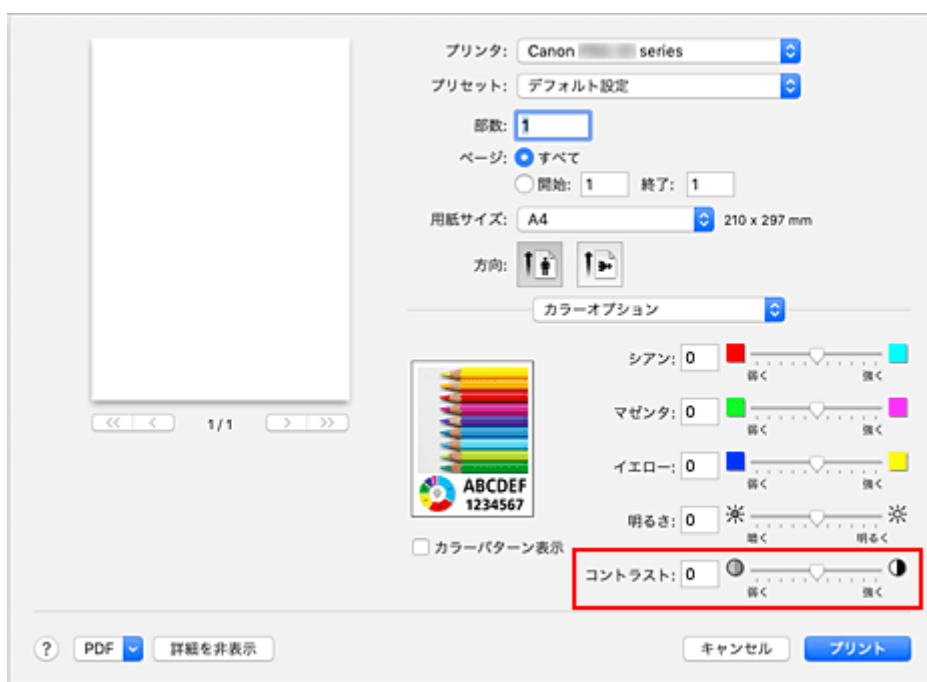 プリンタ: Canon series
プリセット: デフォルト設定
部数: 1
ページ: すべて
開始: 1 終了: 1
用紙サイズ: A4 210 x 297 mm
方向:
カラーオプション
シアン: 0
弱く 強く
マゼンタ: 0
弱く 強く
イエロー: 0
弱く 強く
明るさ: 0
暗く 明るく
コントラスト: 0
弱く 強く
ABCDEF
1234567
カラーパターン表示
1/1
? PDF 詳細を非表示 キャンセル プリント